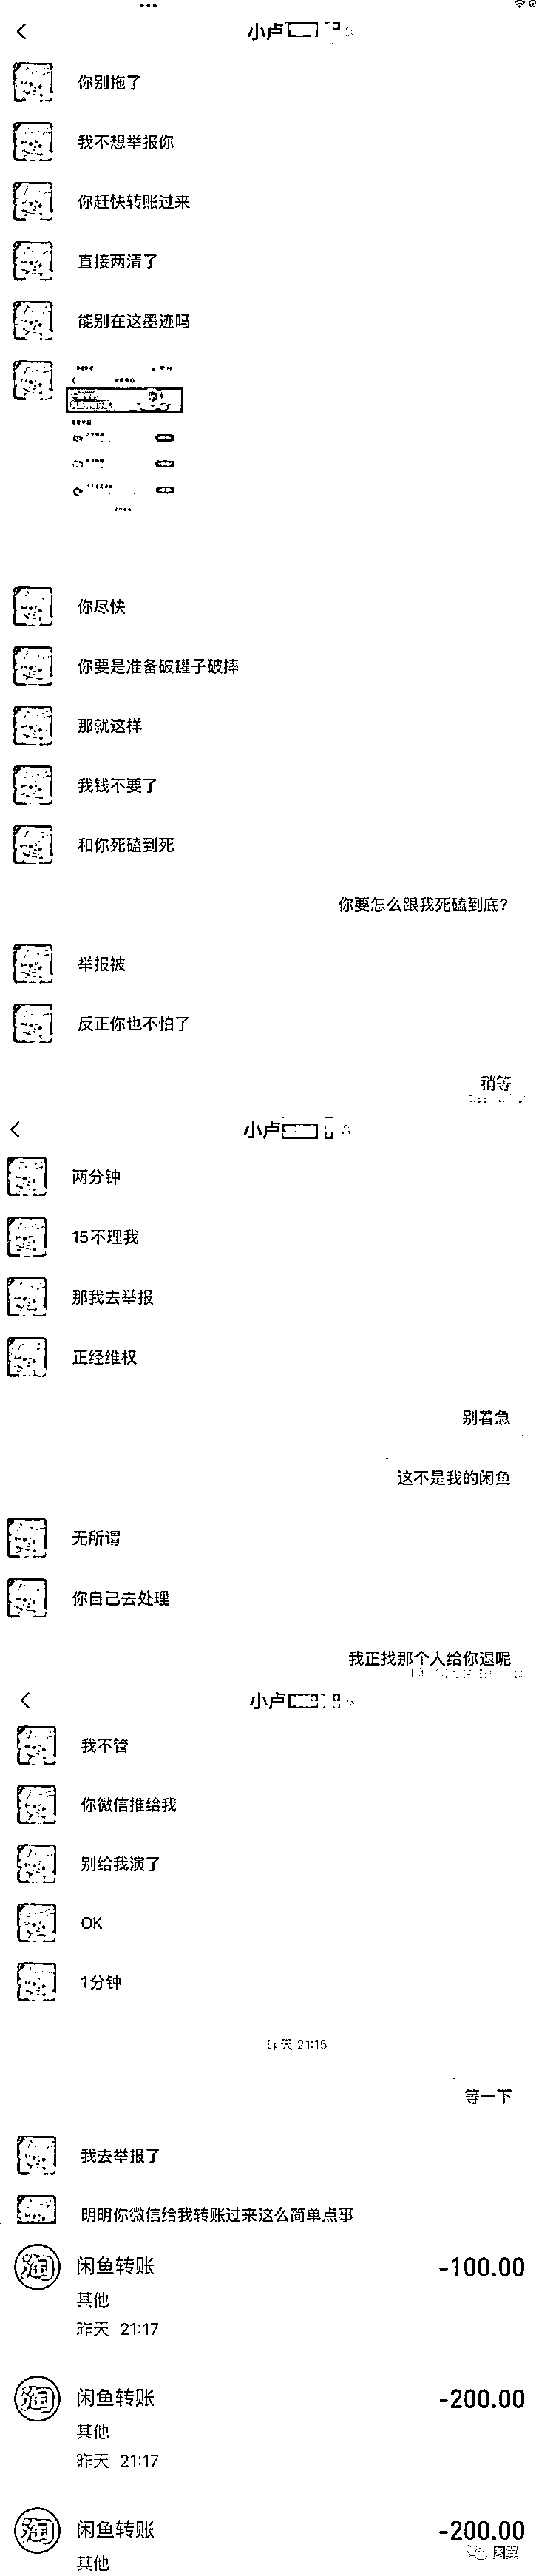 小卢
你别拖了
我不想举报你
你赶快转账过来
直接两清了
能别在这墨迹吗
你尽快
你要是准备破罐子破摔
那就这样
我钱不要了
和你死磕到死
你要怎么跟我死磕到底?
举报被
反正你也不怕了
稍等
小卢
两分钟
15不理我
那我去举报
正经维权
别着急
这不是我的闲鱼
无所谓
你自己去处理
我正找那个人给你退呢
小卢
我不管
你微信推给我
别给我演了
OK
1分钟
昨天 21:15
等一下
我去举报了
明明你微信给我转账过来这么简单点事
淘
闲鱼转账
-100.00
其他
昨天 21:17
淘
闲鱼转账
-200.00
其他
昨天 21:17
淘
闲鱼转账
-200.00
其他
图翼